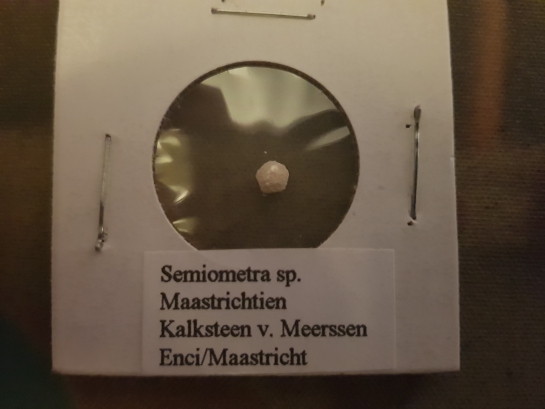 Semiometra sp.
Maastrichtien
Kalksteen v. Meerssen
Enci/Maastricht